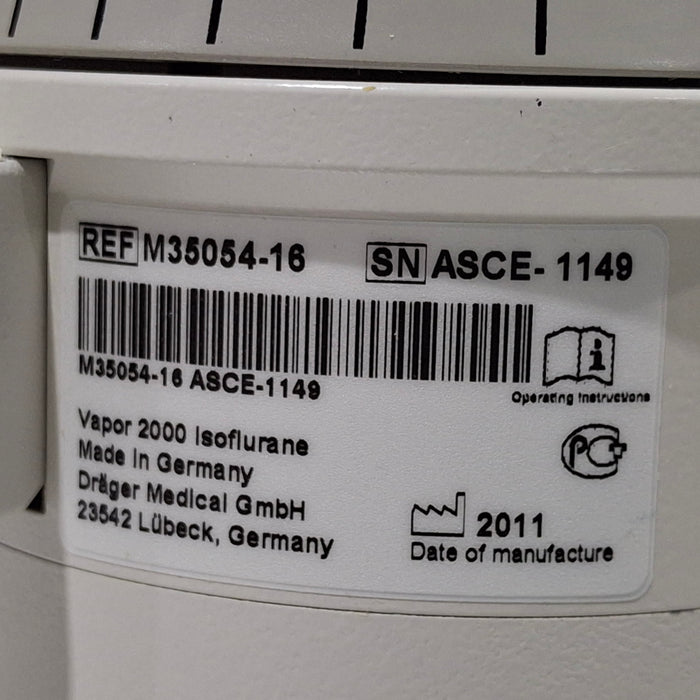 REF M35054-16 SN ASCE- 1149
M35054-16 ASCE-1149
Operating Instructions
Vapor 2000 Isoflurane
Made in Germany
Dräger Medical GmbH
23542 Lübeck, Germany
PC
2011
Date of manufacture